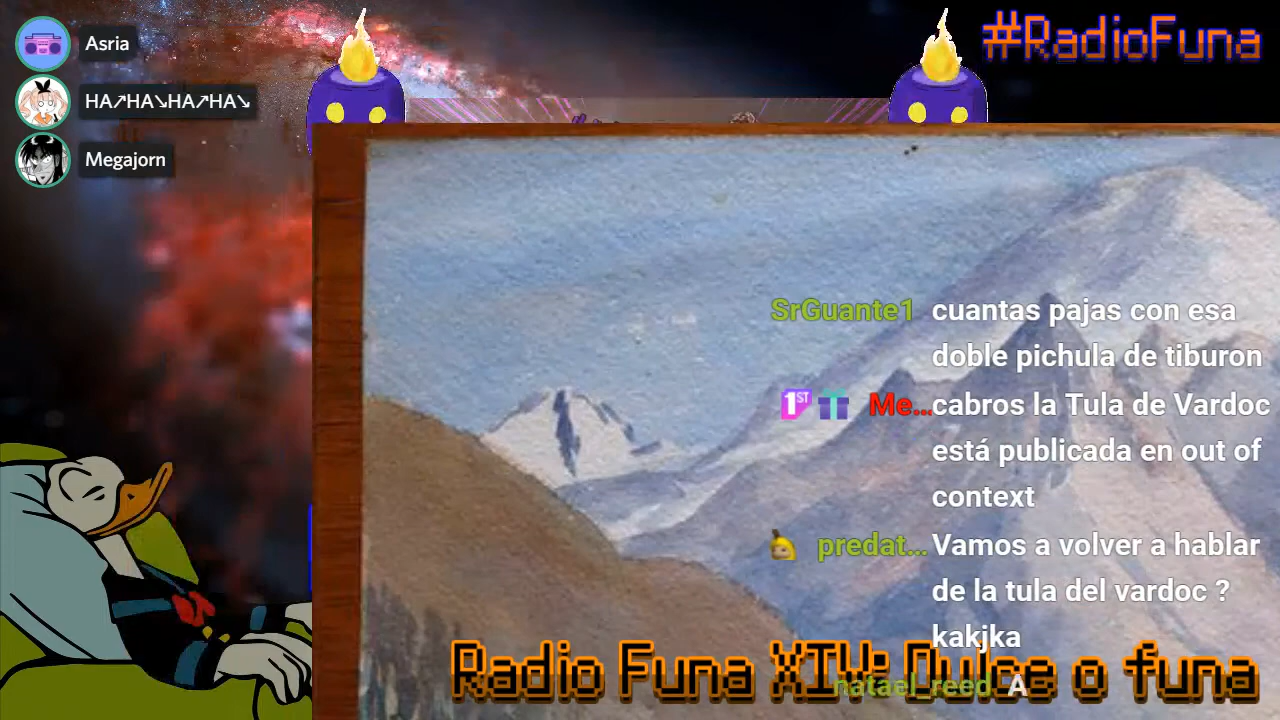 Asria
#RadioFuna
HA↗HA↘HA↗HA↘
Megajorn
SrGuante1 cuantas pajas con esa
doble pichula de tiburon
1ST Me... cabros la Tula de Vardoc
está publicada en out of
context
predat... Vamos a volver a hablar
de la tula del vardoc ?
kakjka
Radio Funa XIV: Dulce o funa
natael_reed A